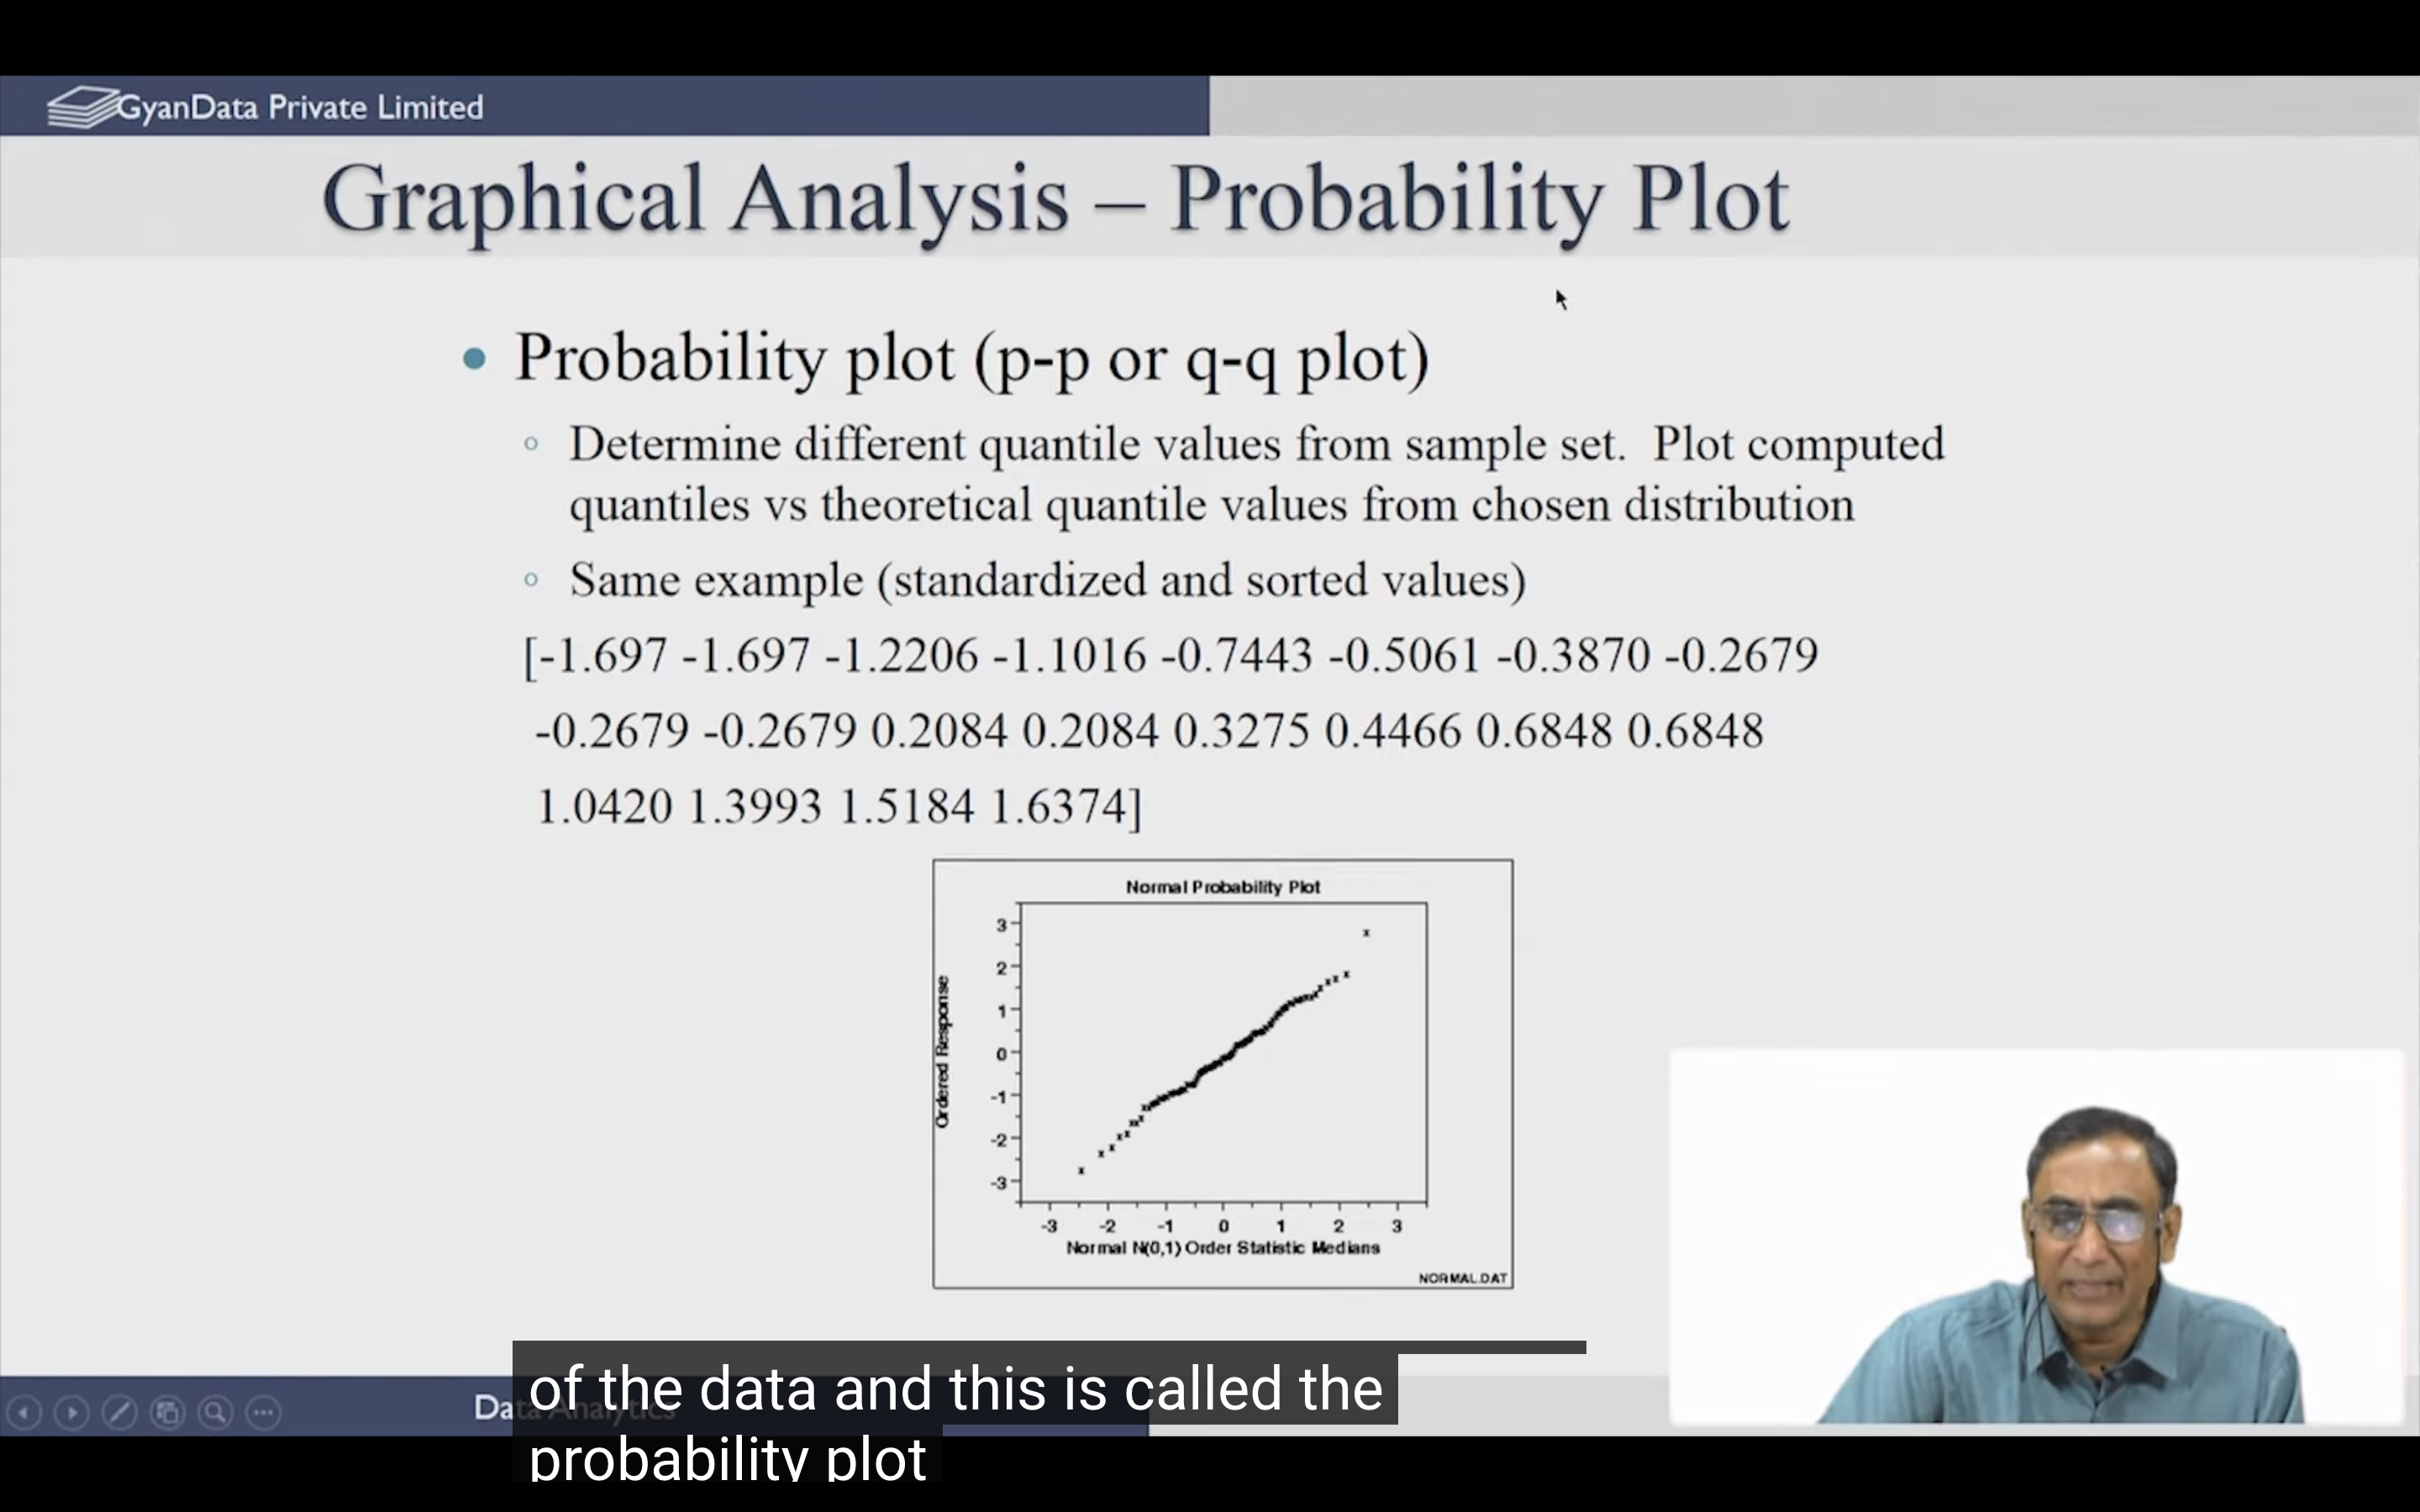 GyanData Private Limited
Graphical Analysis – Probability Plot
Probability plot (p-p or q-q plot)
Determine different quantile values from sample set. Plot computed
quantiles vs theoretical quantile values from chosen distribution
Same example (standardized and sorted values)
[-1.697 -1.697 -1.2206 -1.1016 -0.7443 -0.5061 -0.3870 -0.2679
-0.2679 -0.2679 0.2084 0.2084 0.3275 0.4466 0.6848 0.6848
1.0420 1.3993 1.5184 1.6374]
Normal Probability Plot
Ordered Response
3
2
1
0
-1
-2
-3
-3 -2 -1 0 1 2 3
Normal N(0,1) Order Statistic Medians
NORMAL.DAT
Data Analytics
of the data and this is called the
probability plot